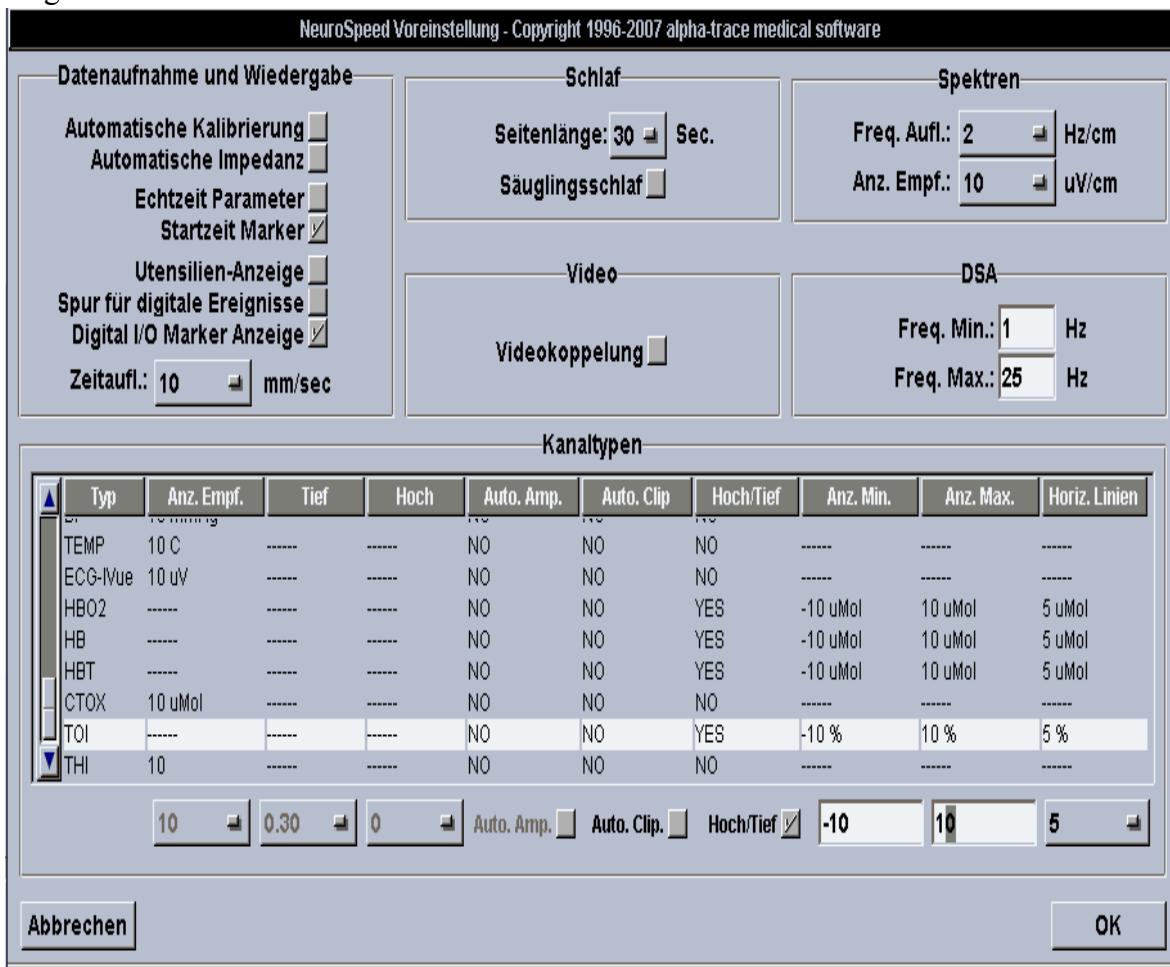 NeuroSpeed Voreinstellung - Copyright 1996-2007 alpha-trace medical software
Datenaufnahme und Wiedergabe
Automatische Kalibrierung
Automatische Impedanz
Echtzeit Parameter
Startzeit Marker
Utensilien-Anzeige
Spur für digitale Ereignisse
Digital I/O Marker Anzeige
Zeitaufl.: 10 mm/sec
Schlaf
Seitenlänge: 30 Sec.
Säuglingsschlaf
Spektren
Freq. Aufl.: 2 Hz/cm
Anz. Empf.: 10 uV/cm
Video
Videokoppelung
DSA
Freq. Min.: 1 Hz
Freq. Max.: 25 Hz
Kanaltypen
Typ Anz. Empf. Tief Hoch Auto. Amp. Auto. Clip Hoch/Tief Anz. Min. Anz. Max. Horiz. Linien
TEMP 10 C ------ ------ NO NO NO ------ ------ ------
ECG-IVue 10 uV ------ ------ NO NO NO ------ ------ ------
HBO2 ------ ------ ------ NO NO YES -10 uMol 10 uMol 5 uMol
HB ------ ------ ------ NO NO YES -10 uMol 10 uMol 5 uMol
HBT ------ ------ ------ NO NO YES -10 uMol 10 uMol 5 uMol
CTOX 10 uMol ------ ------ NO NO NO ------ ------ ------
TOI ------ ------ ------ NO NO YES -10 % 10 % 5 %
THI 10 ------ ------ NO NO NO ------ ------ ------
10 0.30 0 Auto. Amp. Auto. Clip. Hoch/Tief -10 10 5
Abbrechen OK